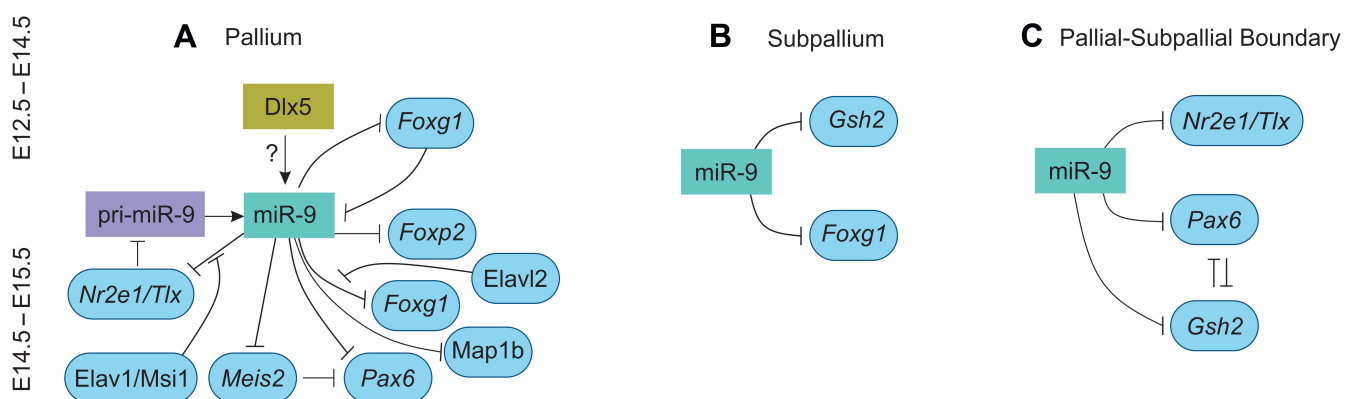 E12.5–E14.5
E14.5–E15.5
A Pallium
Dlx5
Foxg1
?
pri-miR-9
miR-9
Foxp2
Nr2e1/Tlx
Elavl2
Foxg1
Map1b
Elav1/Msi1
Meis2
Pax6
B Subpallium
Gsh2
miR-9
Foxg1
C Pallial-Subpallial Boundary
Nr2e1/Tlx
miR-9
Pax6
Gsh2